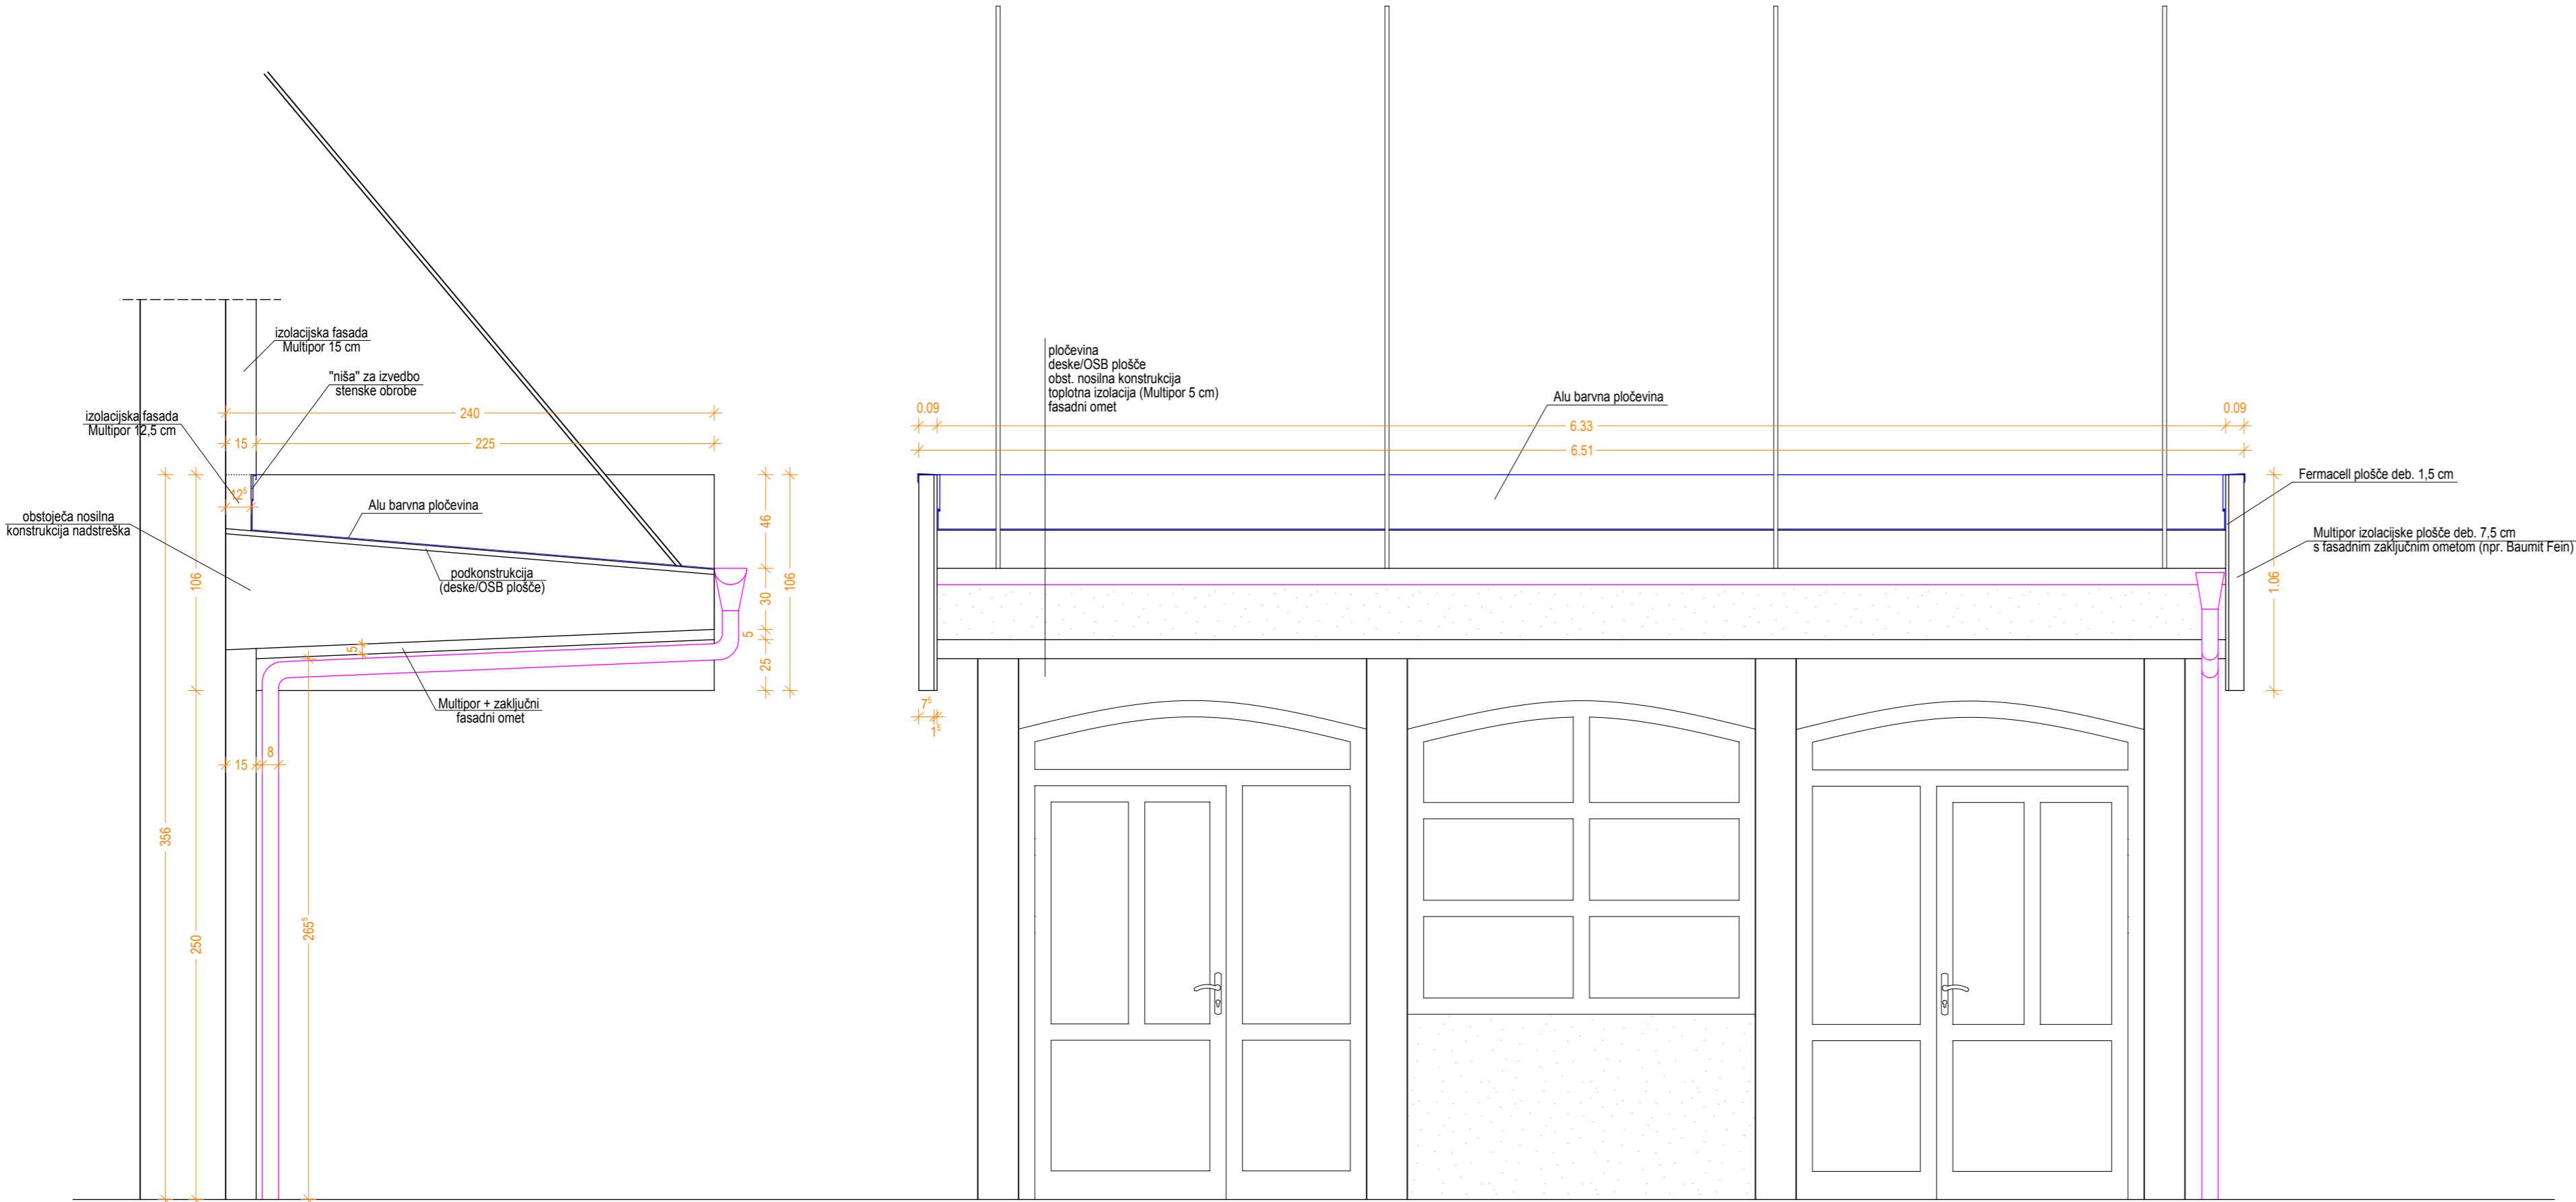 izolacijska fasada
Multipor 15 cm
"niša" za izvedbo
stenske obrobe
izolacijska fasada
Multipor 12,5 cm
240
15
225
12⁵
obstoječa nosilna
konstrukcija nadstreška
Alu barvna pločevina
podkonstrukcija
(deske/OSB plošče)
46
106
30
106
5
5
25
Multipor + zaključni
fasadni omet
15
8
356
250
265⁵
pločevina
deske/OSB plošče
obst. nosilna konstrukcija
toplotna izolacija (Multipor 5 cm)
fasadni omet
Alu barvna pločevina
0.09
6.33
0.09
6.51
Fermacell plošče deb. 1,5 cm
Multipor izolacijske plošče deb. 7,5 cm
s fasadnim zaključnim ometom (npr. Baumit Fein)
1.06
7⁵
1⁵